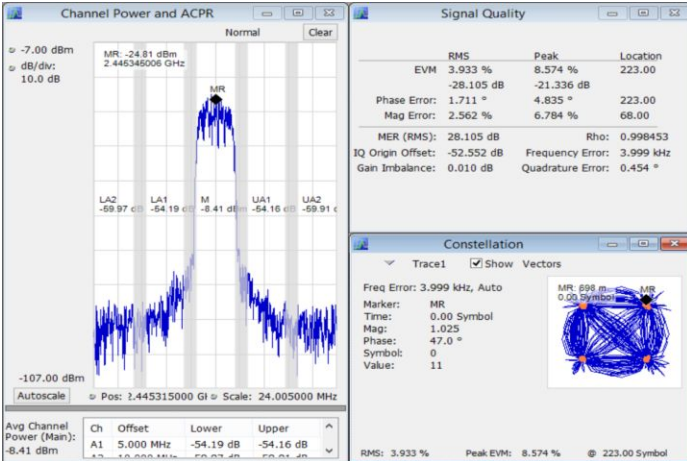 Channel Power and ACPR
Normal
Clear
-7.00 dBm
dB/div:
10.0 dB
MR: -24.81 dBm
2.446346006 GHz
MR
LA2 LA1 M UA1 UA2
-59.97 dB -54.19 dB -8.41 dBm -54.16 dB -59.91 d
-107.00 dBm
Autoscale
Pos: 2.445315000 GH Scale: 24.005000 MHz
Avg Channel
Power (Main):
-8.41 dBm
Ch Offset Lower Upper
A1 5.000 MHz -54.19 dB -54.16 dB
Signal Quality
RMS Peak Location
EVM 3.933 % 8.574 % 223.00
-28.105 dB -21.336 dB
Phase Error: 1.711 ° 4.835 ° 223.00
Mag Error: 2.562 % 6.784 % 68.00
MER (RMS): 28.105 dB Rho: 0.998453
IQ Origin Offset: -52.552 dB Frequency Error: 3.999 kHz
Gain Imbalance: 0.010 dB Quadrature Error: 0.454 °
Constellation
Trace1 Show Vectors
Freq Error: 3.999 kHz, Auto
Marker: MR
Time: 0.00 Symbol
Mag: 1.025
Phase: 47.0 °
Symbol: 0
Value: 11
MR: 698 m
0.00 Symbol
MR
RMS: 3.933 % Peak EVM: 8.574 % @ 223.00 Symbol